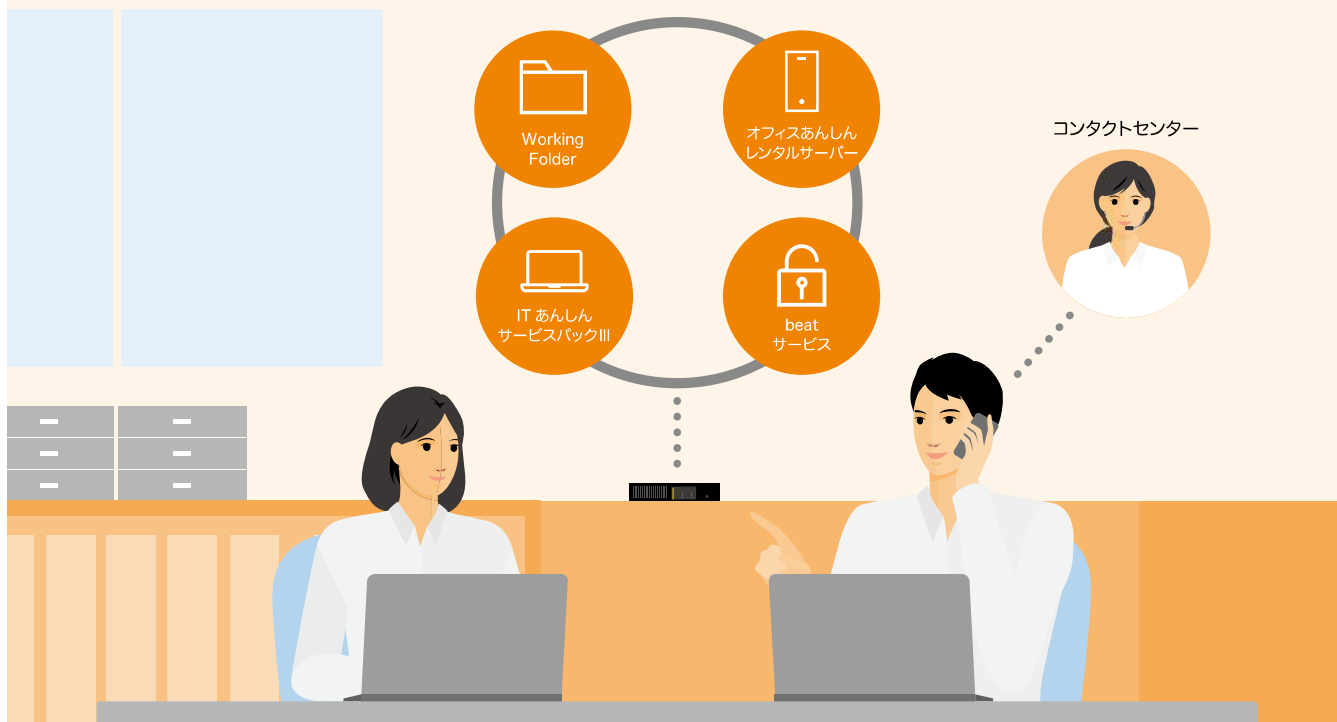 Working
Folder
オフィスあんしん
レンタルサーバー
コンタクトセンター
IT あんしん
サービスパックⅢ
beat
サービス